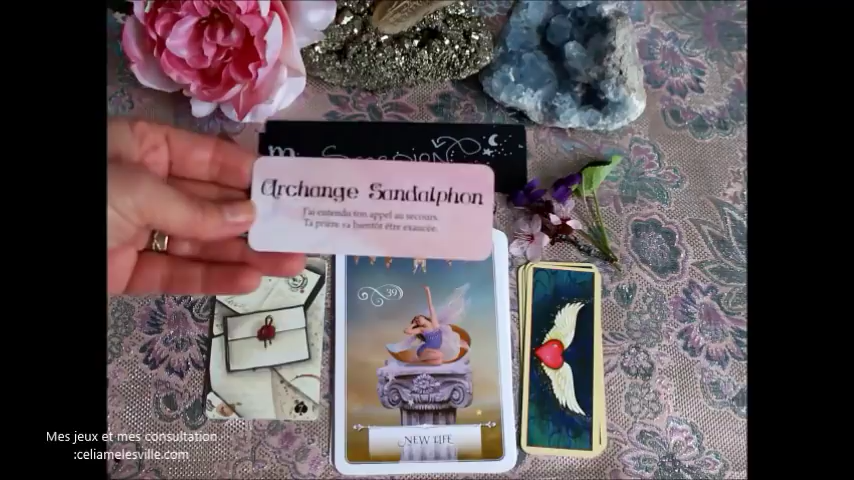 Scorpion
Archange Sandalphon
J'ai entendu ton appel au secours.
Ta prière va bientôt être exaucée.
39
NEW LIFE
Mes jeux et mes consultation
:celiamelesville.com